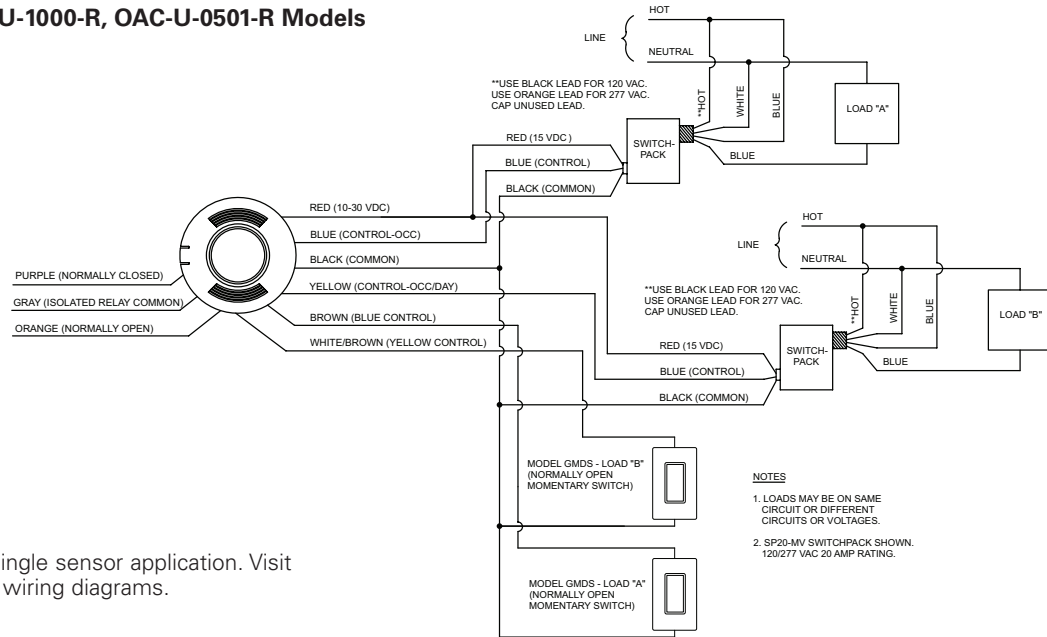 U-1000-R, OAC-U-0501-R Models
HOT
LINE
NEUTRAL
**USE BLACK LEAD FOR 120 VAC.
USE ORANGE LEAD FOR 277 VAC.
CAP UNUSED LEAD.
**HOT
WHITE
BLUE
LOAD "A"
RED (15 VDC )
SWITCH-
PACK
BLUE (CONTROL)
BLUE
BLACK (COMMON)
RED (10-30 VDC)
BLUE (CONTROL-OCC)
BLACK (COMMON)
YELLOW (CONTROL-OCC/DAY)
BROWN (BLUE CONTROL)
WHITE/BROWN (YELLOW CONTROL)
PURPLE (NORMALLY CLOSED)
GRAY (ISOLATED RELAY COMMON)
ORANGE (NORMALLY OPEN)
HOT
LINE
NEUTRAL
**USE BLACK LEAD FOR 120 VAC.
USE ORANGE LEAD FOR 277 VAC.
CAP UNUSED LEAD.
**HOT
WHITE
BLUE
LOAD "B"
RED (15 VDC)
SWITCH-
PACK
BLUE (CONTROL)
BLUE
BLACK (COMMON)
MODEL GMDS - LOAD "B"
(NORMALLY OPEN
MOMENTARY SWITCH)
NOTES
1. LOADS MAY BE ON SAME
CIRCUIT OR DIFFERENT
CIRCUITS OR VOLTAGES.
2. SP20-MV SWITCHPACK SHOWN.
120/277 VAC 20 AMP RATING.
MODEL GMDS - LOAD "A"
(NORMALLY OPEN
MOMENTARY SWITCH)
ingle sensor application. Visit
wiring diagrams.